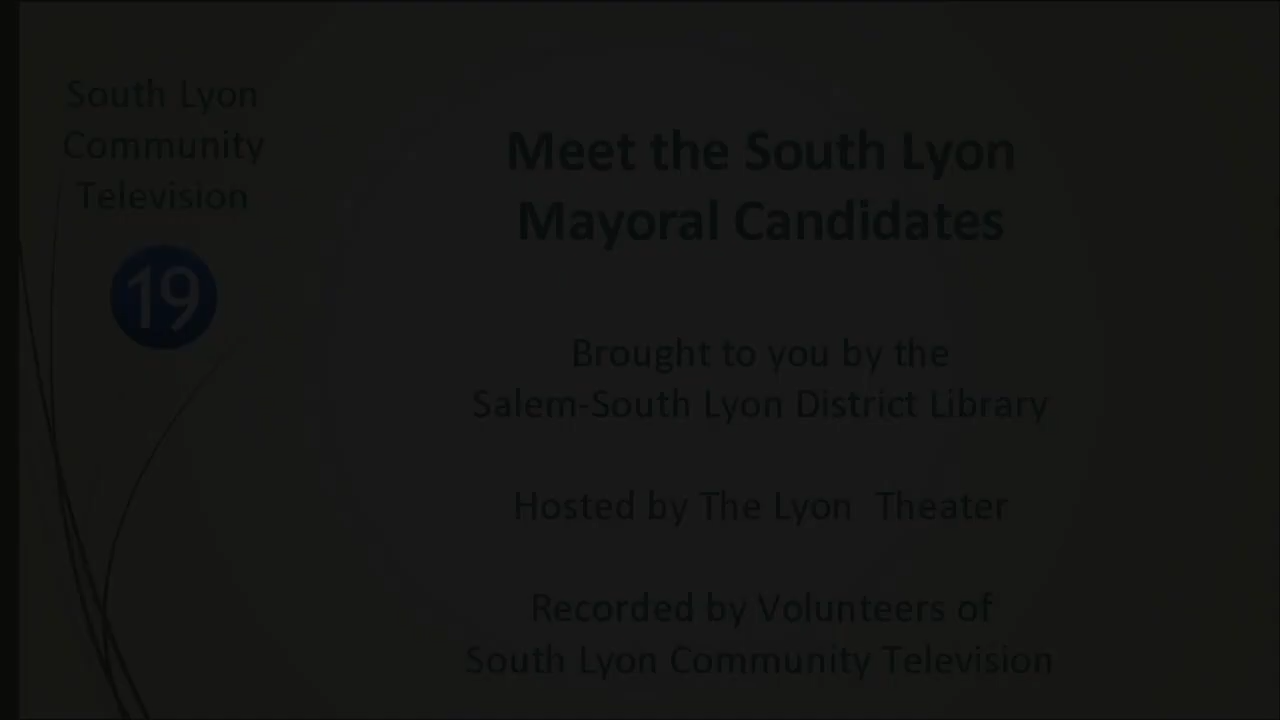 South Lyon
Community
Television
19
Meet the South Lyon
Mayoral Candidates
Brought to you by the
Salem-South Lyon District Library
Hosted by The Lyon Theater
Recorded by Volunteers of
South Lyon Community Television